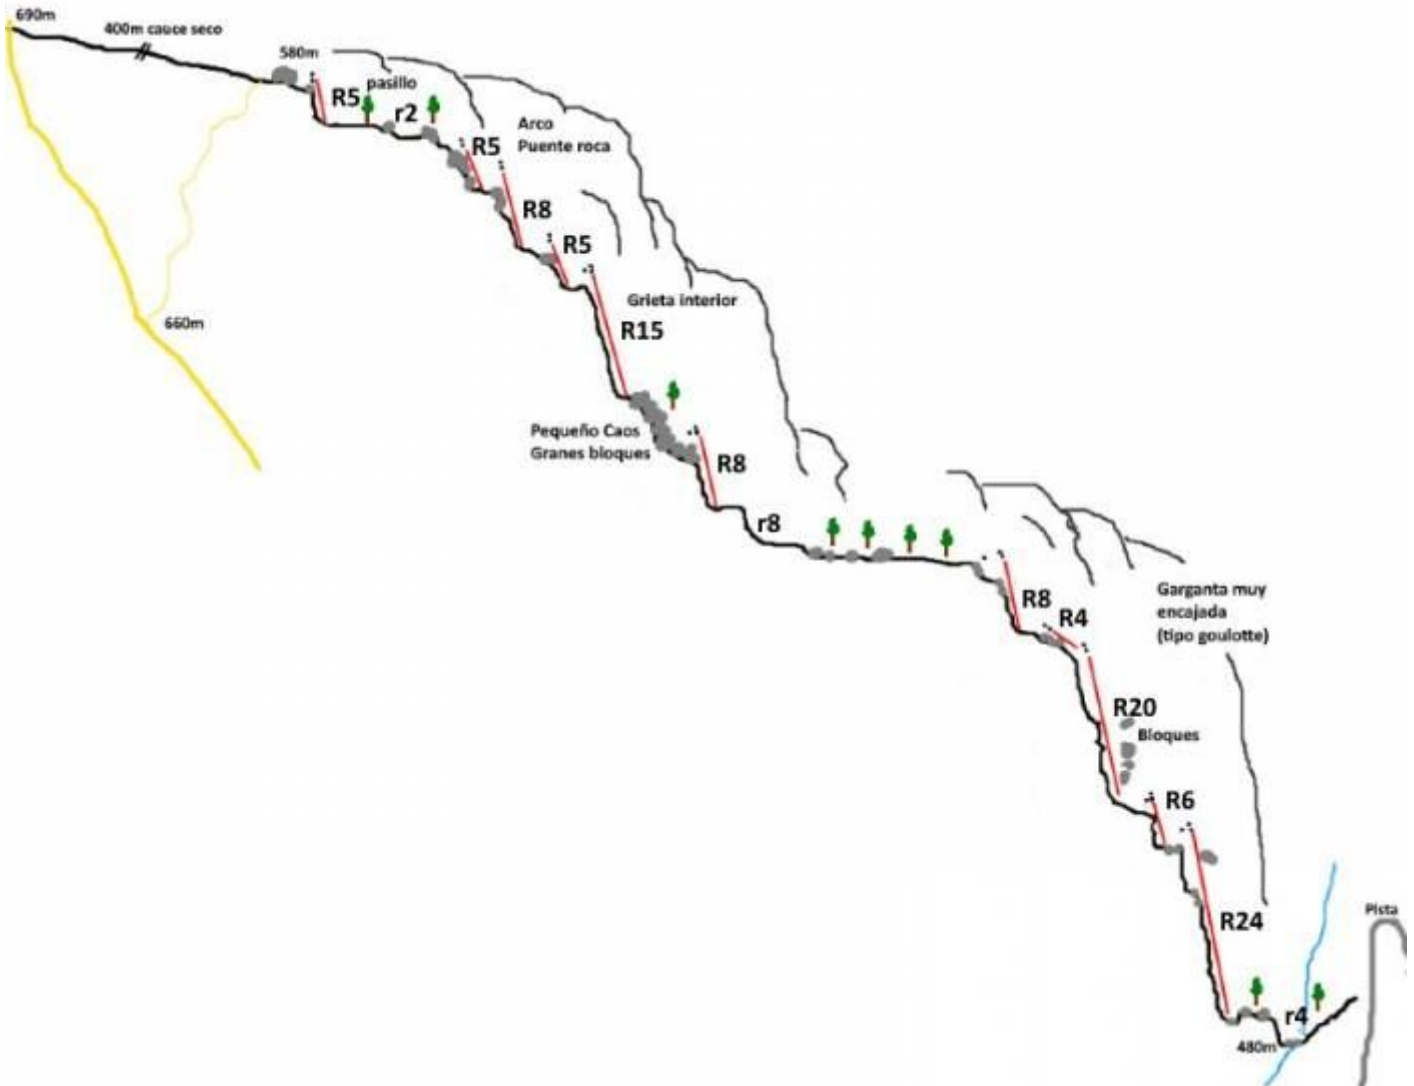 690m
400m cauce seco
580m
pasillo
R5
r2
R5
Arco
Puente roca
R8
R5
Grieta interior
660m
R15
Pequeño Caos
Granes bloques
R8
r8
R8
R4
Garganta muy
encajada
(tipo goulotte)
R20
Bloques
R6
R24
Pista
r4
480m